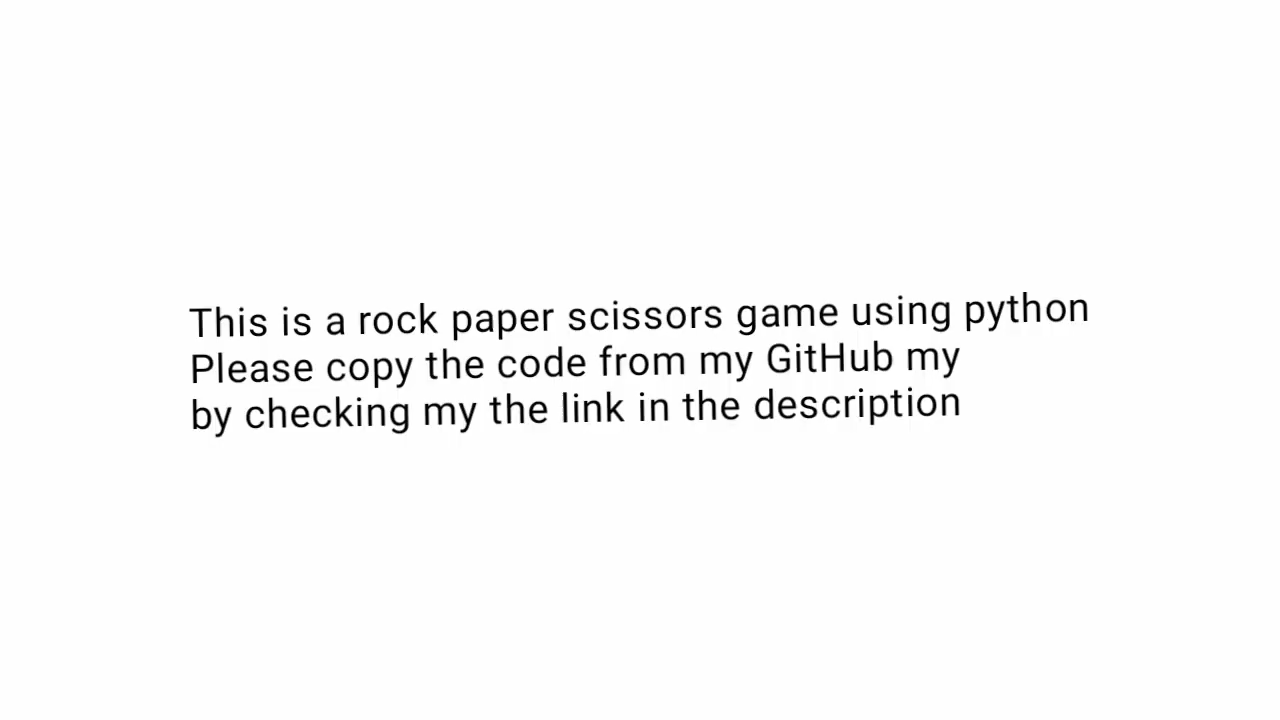 This is a rock paper scissors game using python
Please copy the code from my GitHub my
by checking my the link in the description